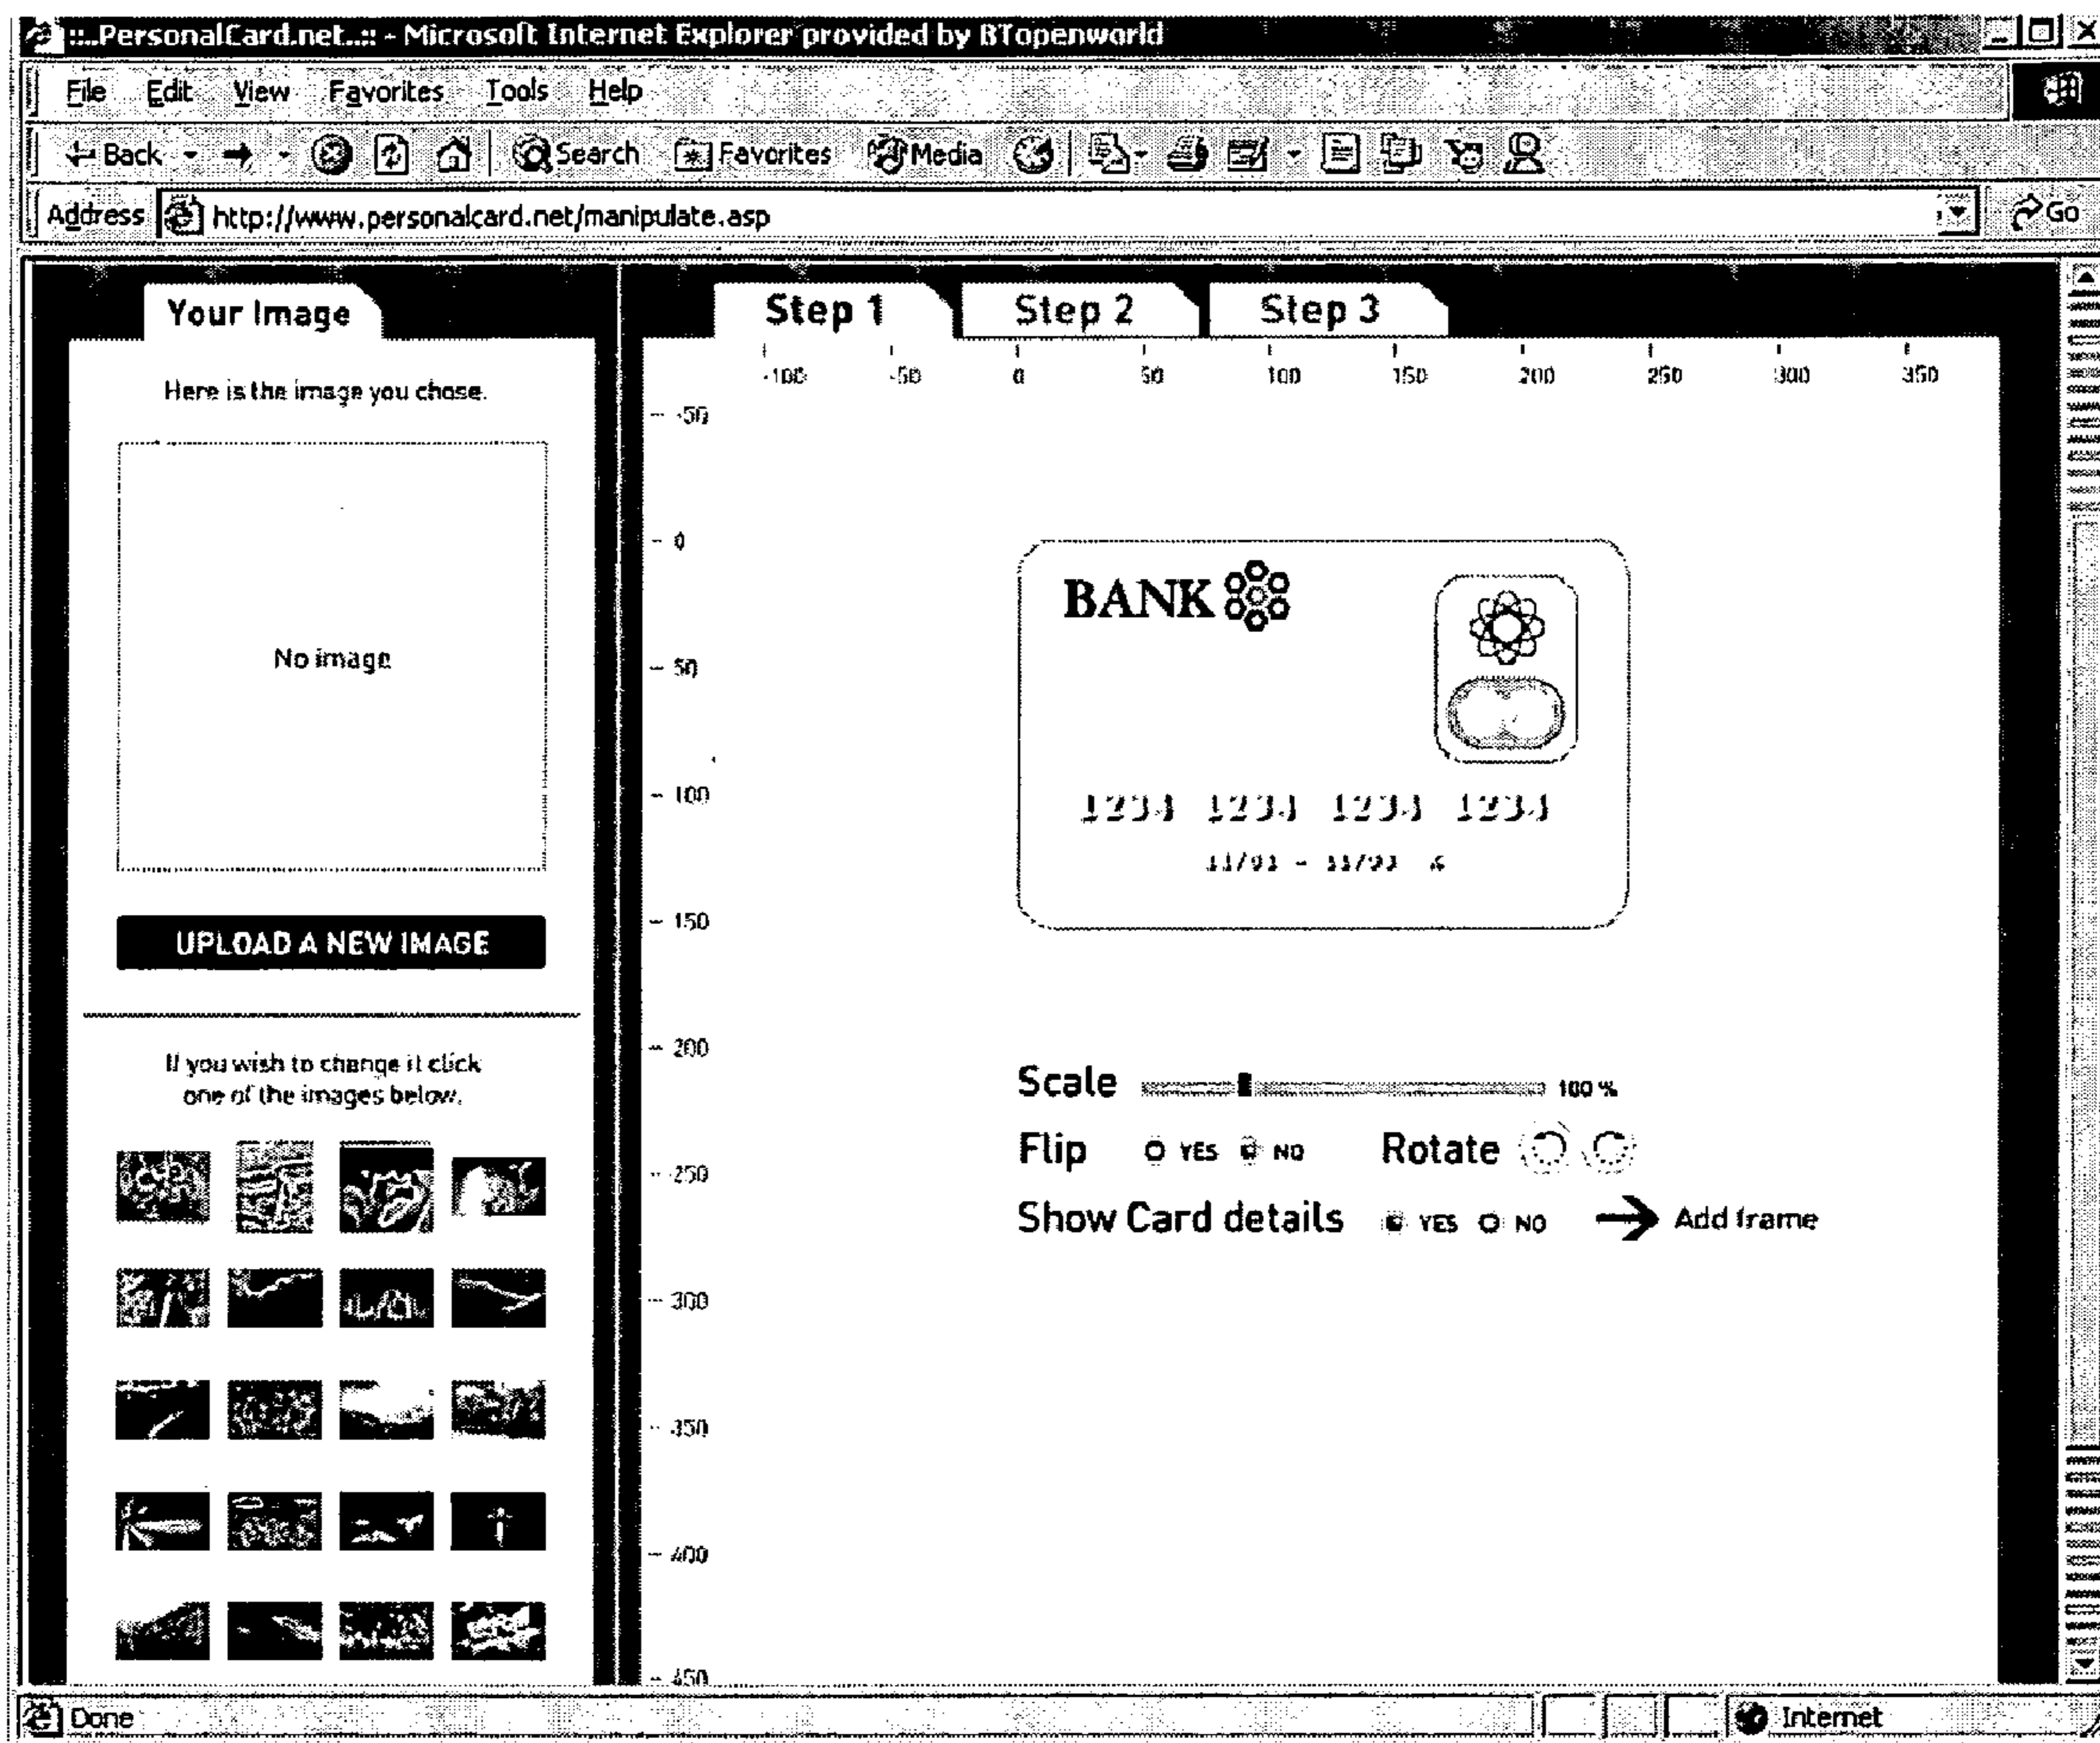 ::..PersonalCard.net..:: - Microsoft Internet Explorer provided by BTopenworld
File Edit View Favorites Tools Help
Back Search Favorites Media
Address http://www.personalcard.net/manipulate.asp Go
Your Image
Here is the image you chose.
No image
UPLOAD A NEW IMAGE
If you wish to change it click
one of the images below.
Step 1 Step 2 Step 3
-100 -50 0 50 100 150 200 250 300 350
-50
0
50
100
150
200
250
300
350
400
450
BANK
1234 1234 1234 1234
Scale 100 %
Flip YES NO Rotate
Show Card details YES NO Add frame
Done Internet